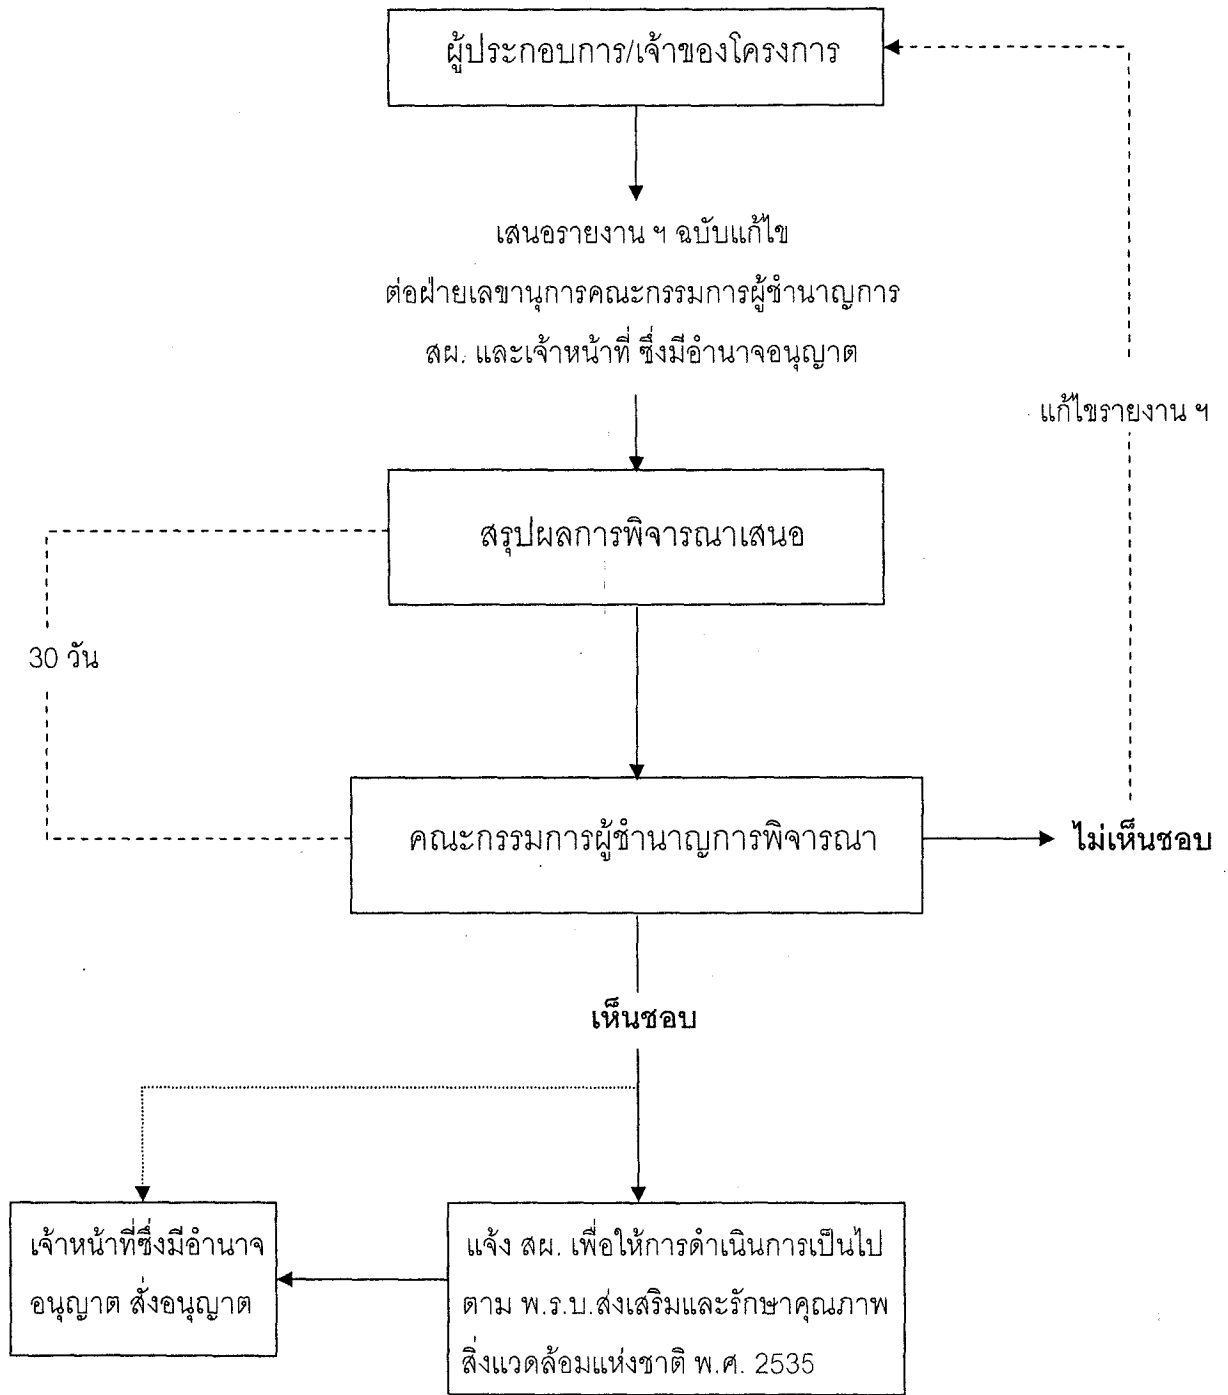 ผู้ประกอบการ/เจ้าของโครงการ
เสนอรายงาน ฯ ฉบับแก้ไข
ต่อฝ่ายเลขานุการคณะกรรมการผู้ชำนาญการ
สผ. และเจ้าหน้าที่ ซึ่งมีอำนาจอนุญาต
แก้ไขรายงาน ฯ
สรุปผลการพิจารณาเสนอ
30 วัน
คณะกรรมการผู้ชำนาญการพิจารณา
ไม่เห็นชอบ
เห็นชอบ
เจ้าหน้าที่ซึ่งมีอำนาจ
อนุญาต สั่งอนุญาต
แจ้ง สผ. เพื่อให้การดำเนินการเป็นไป
ตาม พ.ร.บ.ส่งเสริมและรักษาคุณภาพ
สิ่งแวดล้อมแห่งชาติ พ.ศ. 2535